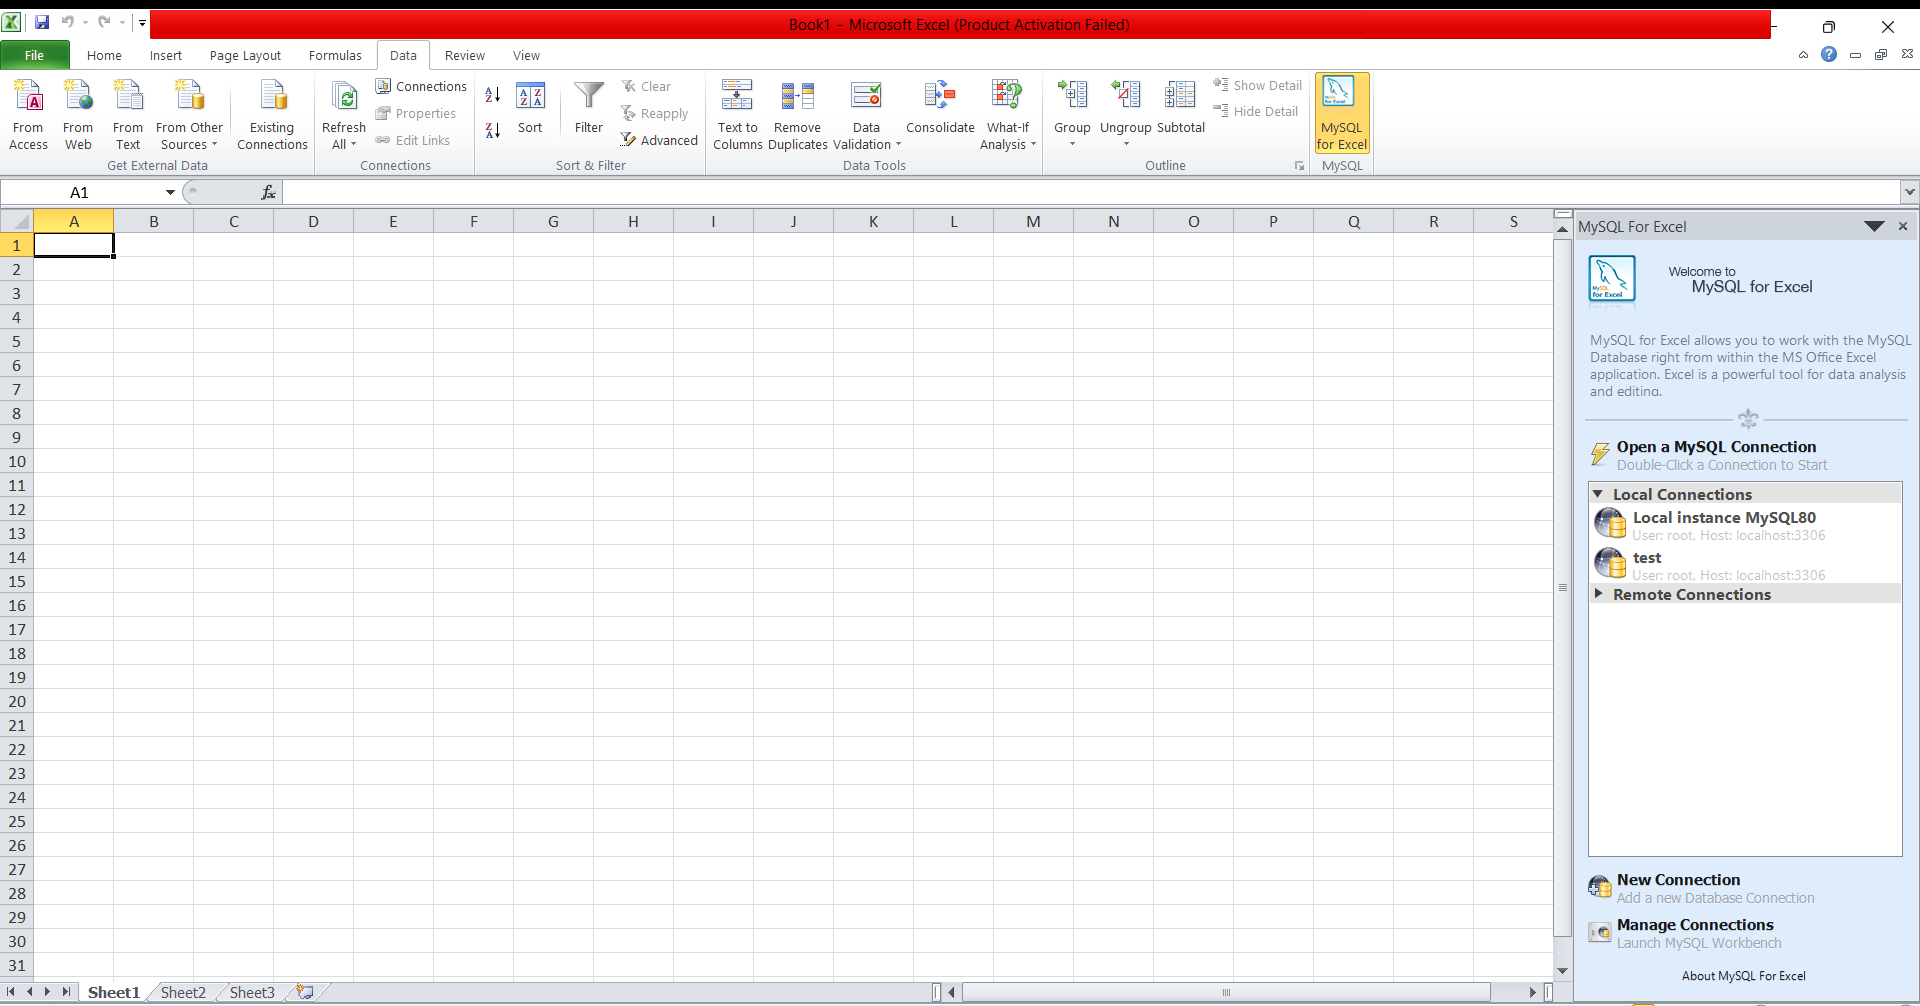 Book1 - Microsoft Excel (Product Activation Failed)
File Home Insert Page Layout Formulas Data Review View
From Access
From Web
From Text
From Other Sources
Existing Connections
Get External Data
Refresh All
Connections
Properties
Edit Links
Connections
Sort
Filter
Clear
Reapply
Advanced
Sort & Filter
Text to Columns
Remove Duplicates
Data Validation
Consolidate
What-If Analysis
Data Tools
Group
Ungroup
Subtotal
Show Detail
Hide Detail
Outline
MySQL for Excel
MySQL
A1
fx
A B C D E F G H I J K L M N O P Q R S
1
2
3
4
5
6
7
8
9
10
11
12
13
14
15
16
17
18
19
20
21
22
23
24
25
26
27
28
29
30
31
Sheet1 Sheet2 Sheet3
MySQL For Excel
MySQL for Excel
Welcome to
MySQL for Excel
MySQL for Excel allows you to work with the MySQL
Database right from within the MS Office Excel
application. Excel is a powerful tool for data analysis
and editing.
Open a MySQL Connection
Double-Click a Connection to Start
Local Connections
Local instance MySQL80
User: root, Host: localhost:3306
test
User: root, Host: localhost:3306
Remote Connections
New Connection
Add a new Database Connection
Manage Connections
Launch MySQL Workbench
About MySQL For Excel